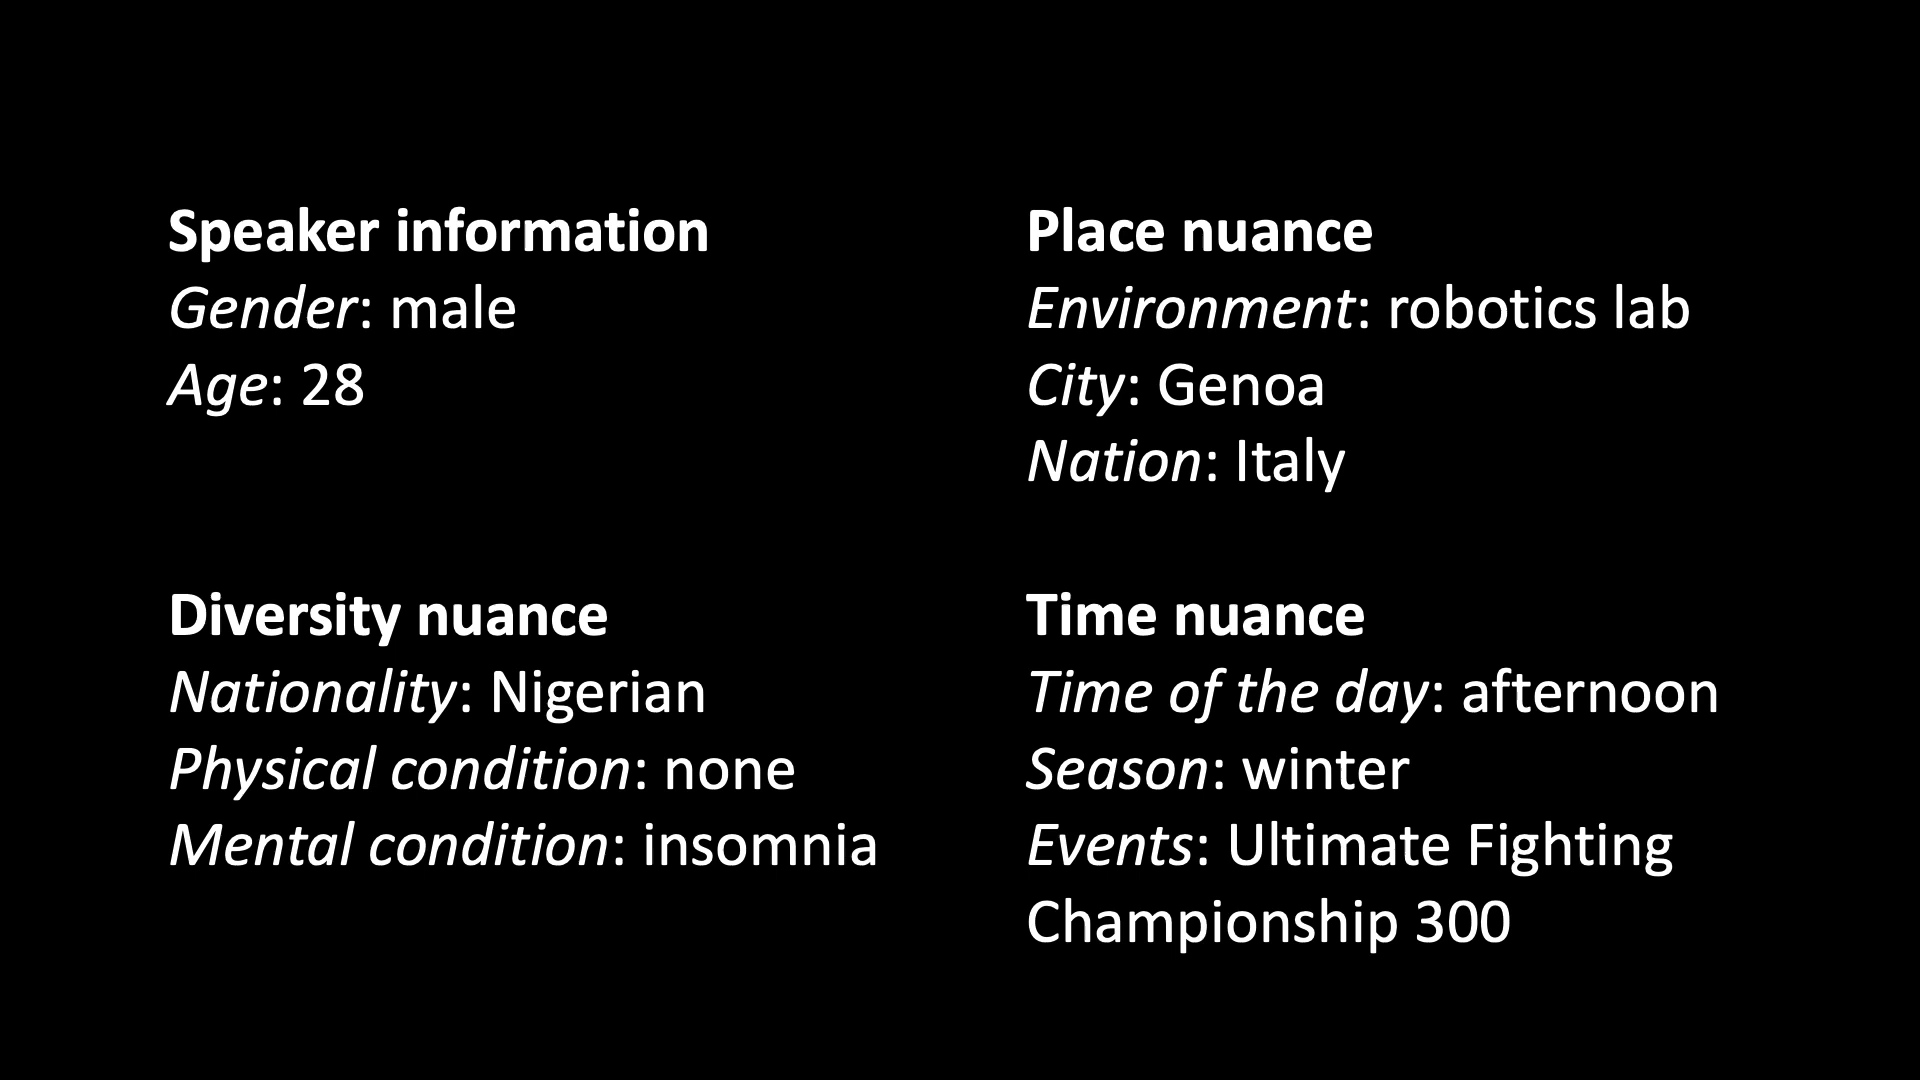 Speaker information
Gender: male
Age: 28
Place nuance
Environment: robotics lab
City: Genoa
Nation: Italy
Diversity nuance
Nationality: Nigerian
Physical condition: none
Mental condition: insomnia
Time nuance
Time of the day: afternoon
Season: winter
Events: Ultimate Fighting
Championship 300